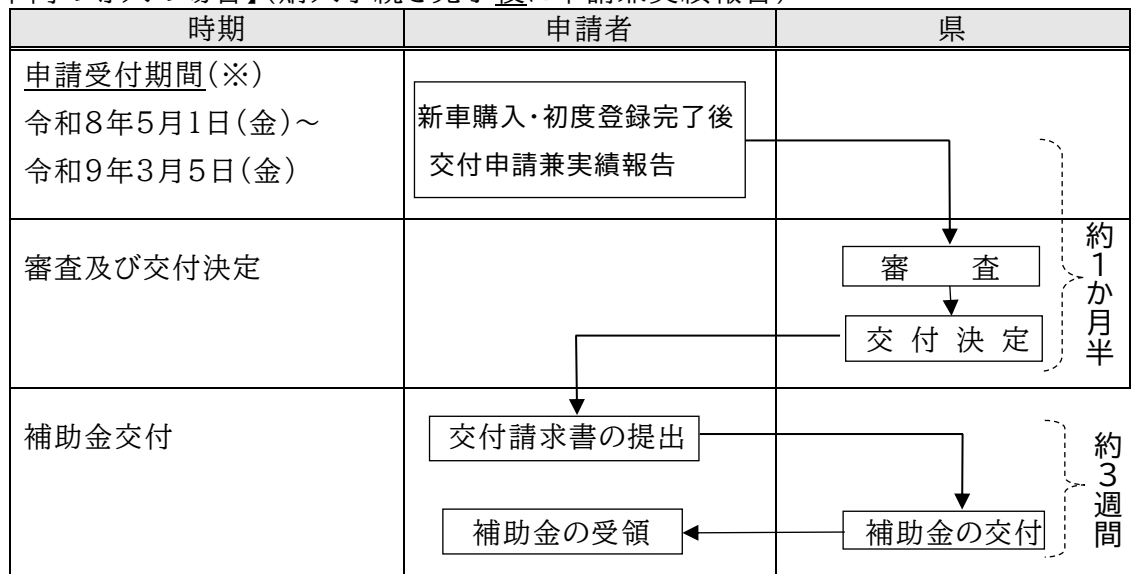 時期 申請者 県
申請受付期間(※)
令和8年5月1日(金)～
令和9年3月5日(金)
新車購入・初度登録完了後
交付申請兼実績報告
審査及び交付決定
審　査
交付決定
約1か月半
補助金交付
交付請求書の提出
補助金の受領
補助金の交付
約3週間